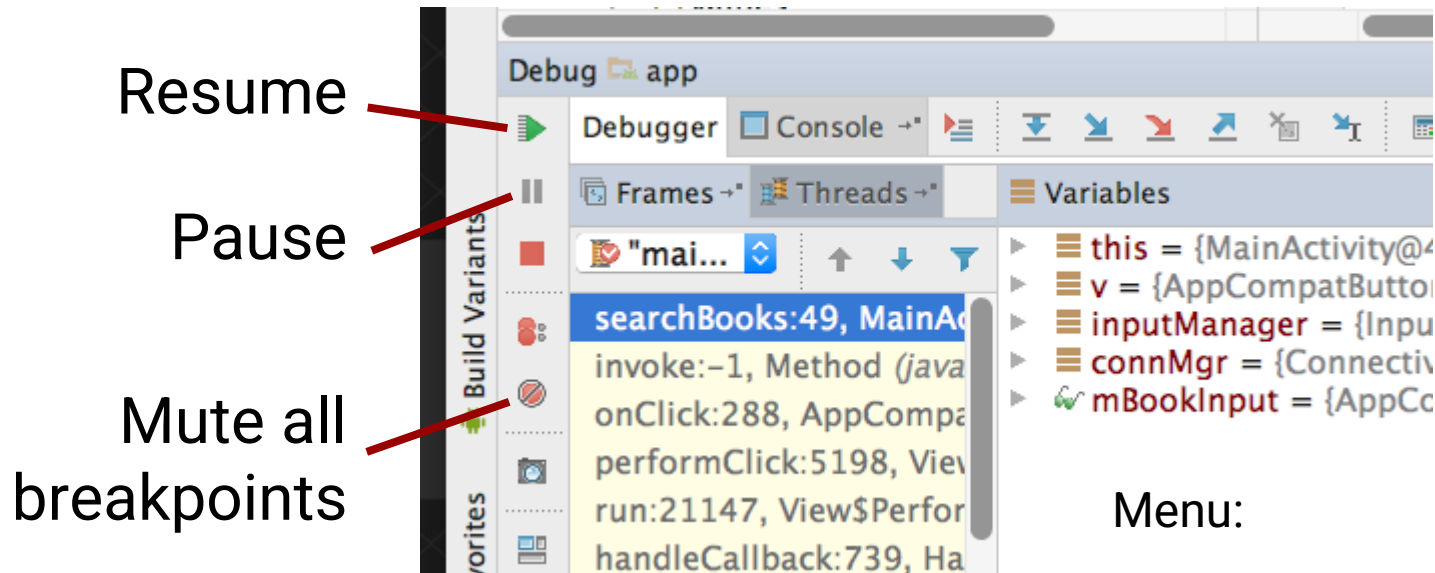 Resume
Pause
Mute all
breakpoints
Debug app
Debugger Console
Frames Threads
Variables
"mai...
searchBooks:49, MainAc
invoke:–1, Method (java
onClick:288, AppCompa
performClick:5198, View
run:21147, View$Perfor
handleCallback:739, Ha
this = {MainActivity@4
v = {AppCompatButton
inputManager = {Inpu
connMgr = {Connectiv
mBookInput = {AppCo
Build Variants
vorites
Menu: